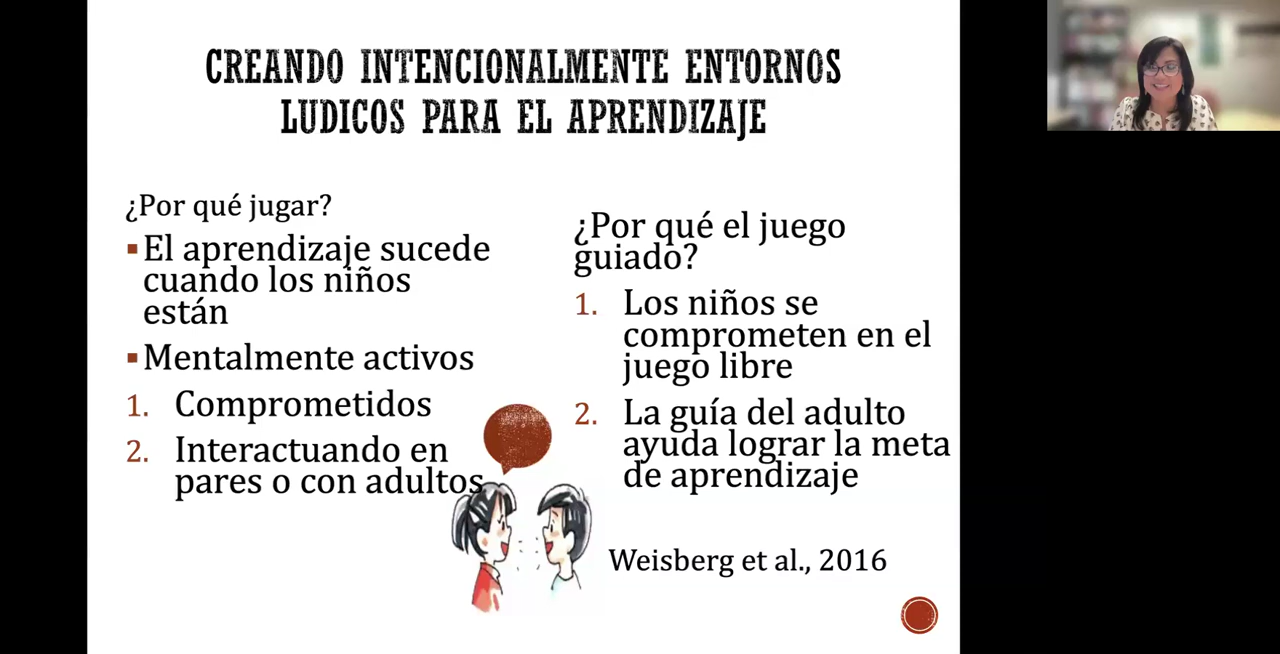 CREANDO INTENCIONALMENTE ENTORNOS
LUDICOS PARA EL APRENDIZAJE
¿Por qué jugar?
▪El aprendizaje sucede
cuando los niños
están
▪Mentalmente activos
1. Comprometidos
2. Interactuando en
pares o con adultos
¿Por qué el juego
guiado?
1. Los niños se
comprometen en el
juego libre
2. La guía del adulto
ayuda lograr la meta
de aprendizaje
Weisberg et al., 2016